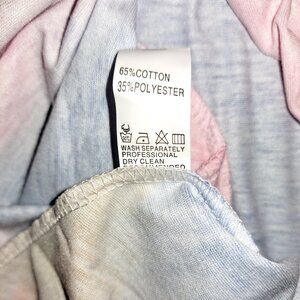 65%COTTON
35%POLYESTER
WASH SEPARATELY
PROFESSIONAL
DRY CLEAN